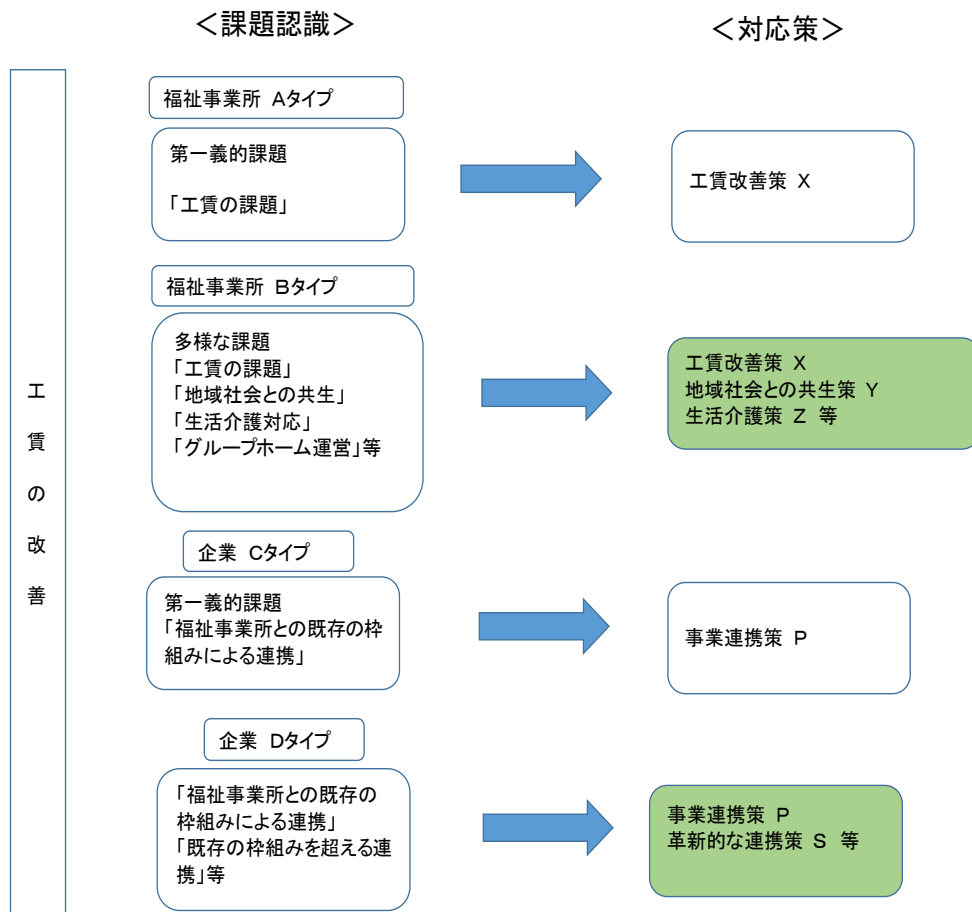 ＜課題認識＞
＜対応策＞
工賃の改善
福祉事業所 Aタイプ
第一義的課題
「工賃の課題」
工賃改善策 X
福祉事業所 Bタイプ
多様な課題
「工賃の課題」
「地域社会との共生」
「生活介護対応」
「グループホーム運営」等
工賃改善策 X
地域社会との共生策 Y
生活介護策 Z 等
企業 Cタイプ
第一義的課題
「福祉事業所との既存の枠
組みによる連携」
事業連携策 P
企業 Dタイプ
「福祉事業所との既存の
枠組みによる連携」
「既存の枠組みを超える連
携」等
事業連携策 P
革新的な連携策 S 等